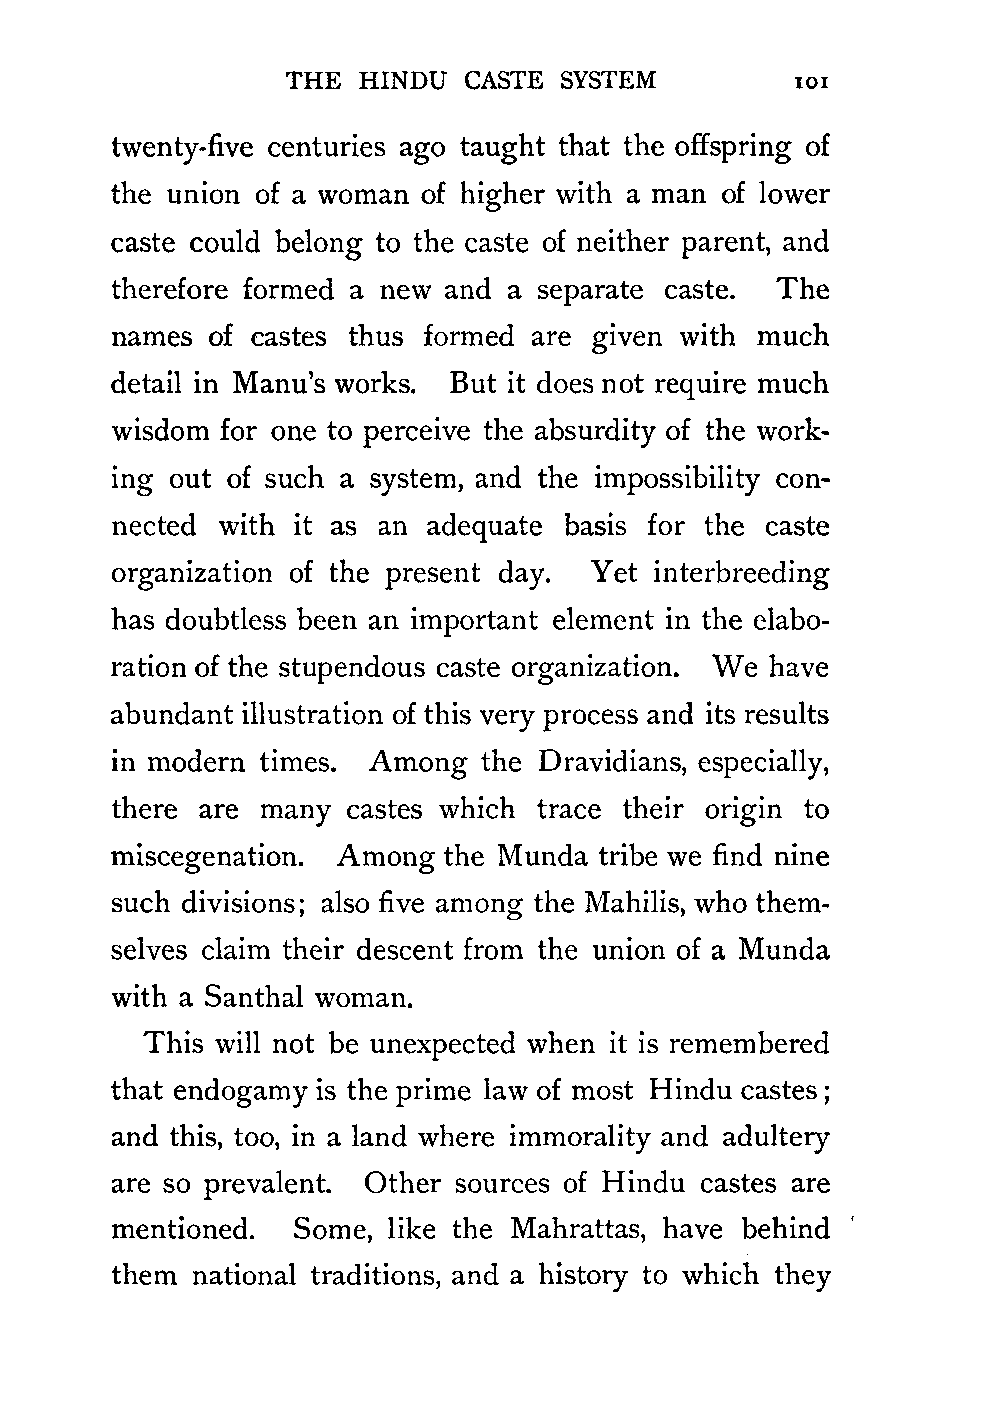 THE HINDU CASTE SYSTEM 101
twenty-five centuries ago taught that the offspring of
the union of a woman of higher with a man of lower
caste could belong to the caste of neither parent, and
therefore formed a new and a separate caste. The
names of castes thus formed are given with much
detail in Manu's works. But it does not require much
wisdom for one to perceive the absurdity of the work-
ing out of such a system, and the impossibility con-
nected with it as an adequate basis for the caste
organization of the present day. Yet interbreeding
has doubtless been an important element in the elabo-
ration of the stupendous caste organization. We have
abundant illustration of this very process and its results
in modern times. Among the Dravidians, especially,
there are many castes which trace their origin to
miscegenation. Among the Munda tribe we find nine
such divisions; also five among the Mahilis, who them-
selves claim their descent from the union of a Munda
with a Santhal woman.
This will not be unexpected when it is remembered
that endogamy is the prime law of most Hindu castes;
and this, too, in a land where immorality and adultery
are so prevalent. Other sources of Hindu castes are
mentioned. Some, like the Mahrattas, have behind
them national traditions, and a history to which they